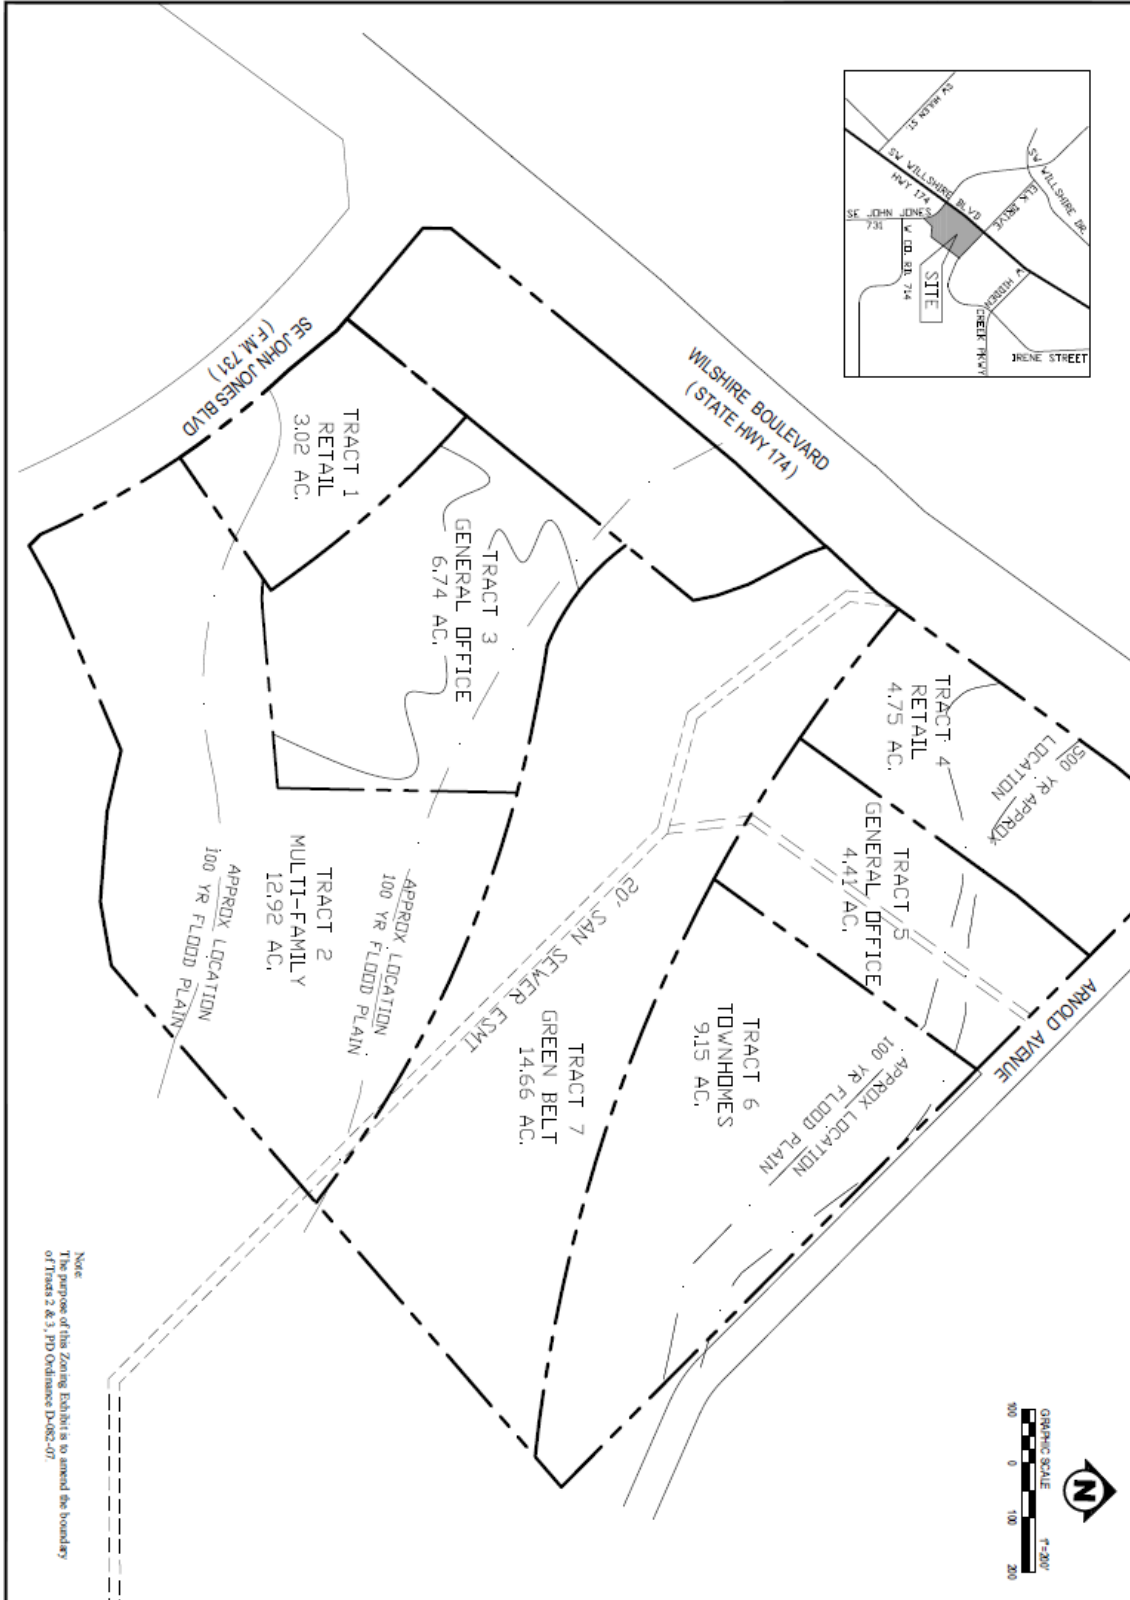 SW HULEN ST.
SW WILLSHIRE BLVD
HWY 174
SW WILLSHIRE DR.
ELK DRIVE
SE JOHN JONES
731
W CO. RD. 714
SITE
W HIDDEN
CREEK PKWY
IRENE STREET
WILSHIRE BOULEVARD
( STATE HWY 174 )
SE JOHN JONES BLVD
( F.M. 731 )
TRACT 1
RETAIL
3.02 AC.
TRACT 3
GENERAL OFFICE
6.74 AC.
TRACT 4
RETAIL
4.75 AC.
500 YR APPROX
LOCATION
TRACT 5
GENERAL OFFICE
4.41 AC.
ARNOLD AVENUE
TRACT 2
MULTI-FAMILY
12.92 AC.
APPROX LOCATION
100 YR FLOOD PLAIN
APPROX LOCATION
100 YR FLOOD PLAIN
20' SAN SEWER ESMT
TRACT 7
GREEN BELT
14.66 AC.
TRACT 6
TOWNHOMES
9.15 AC.
APPROX LOCATION
100 YR FLOOD PLAIN
Note:
The purpose of this Zoning Exhibit is to amend the boundary
of Tracts 2 & 3, PD Ordinance D-082-07.
GRAPHIC SCALE 1"=200'
100 0 100 200
N